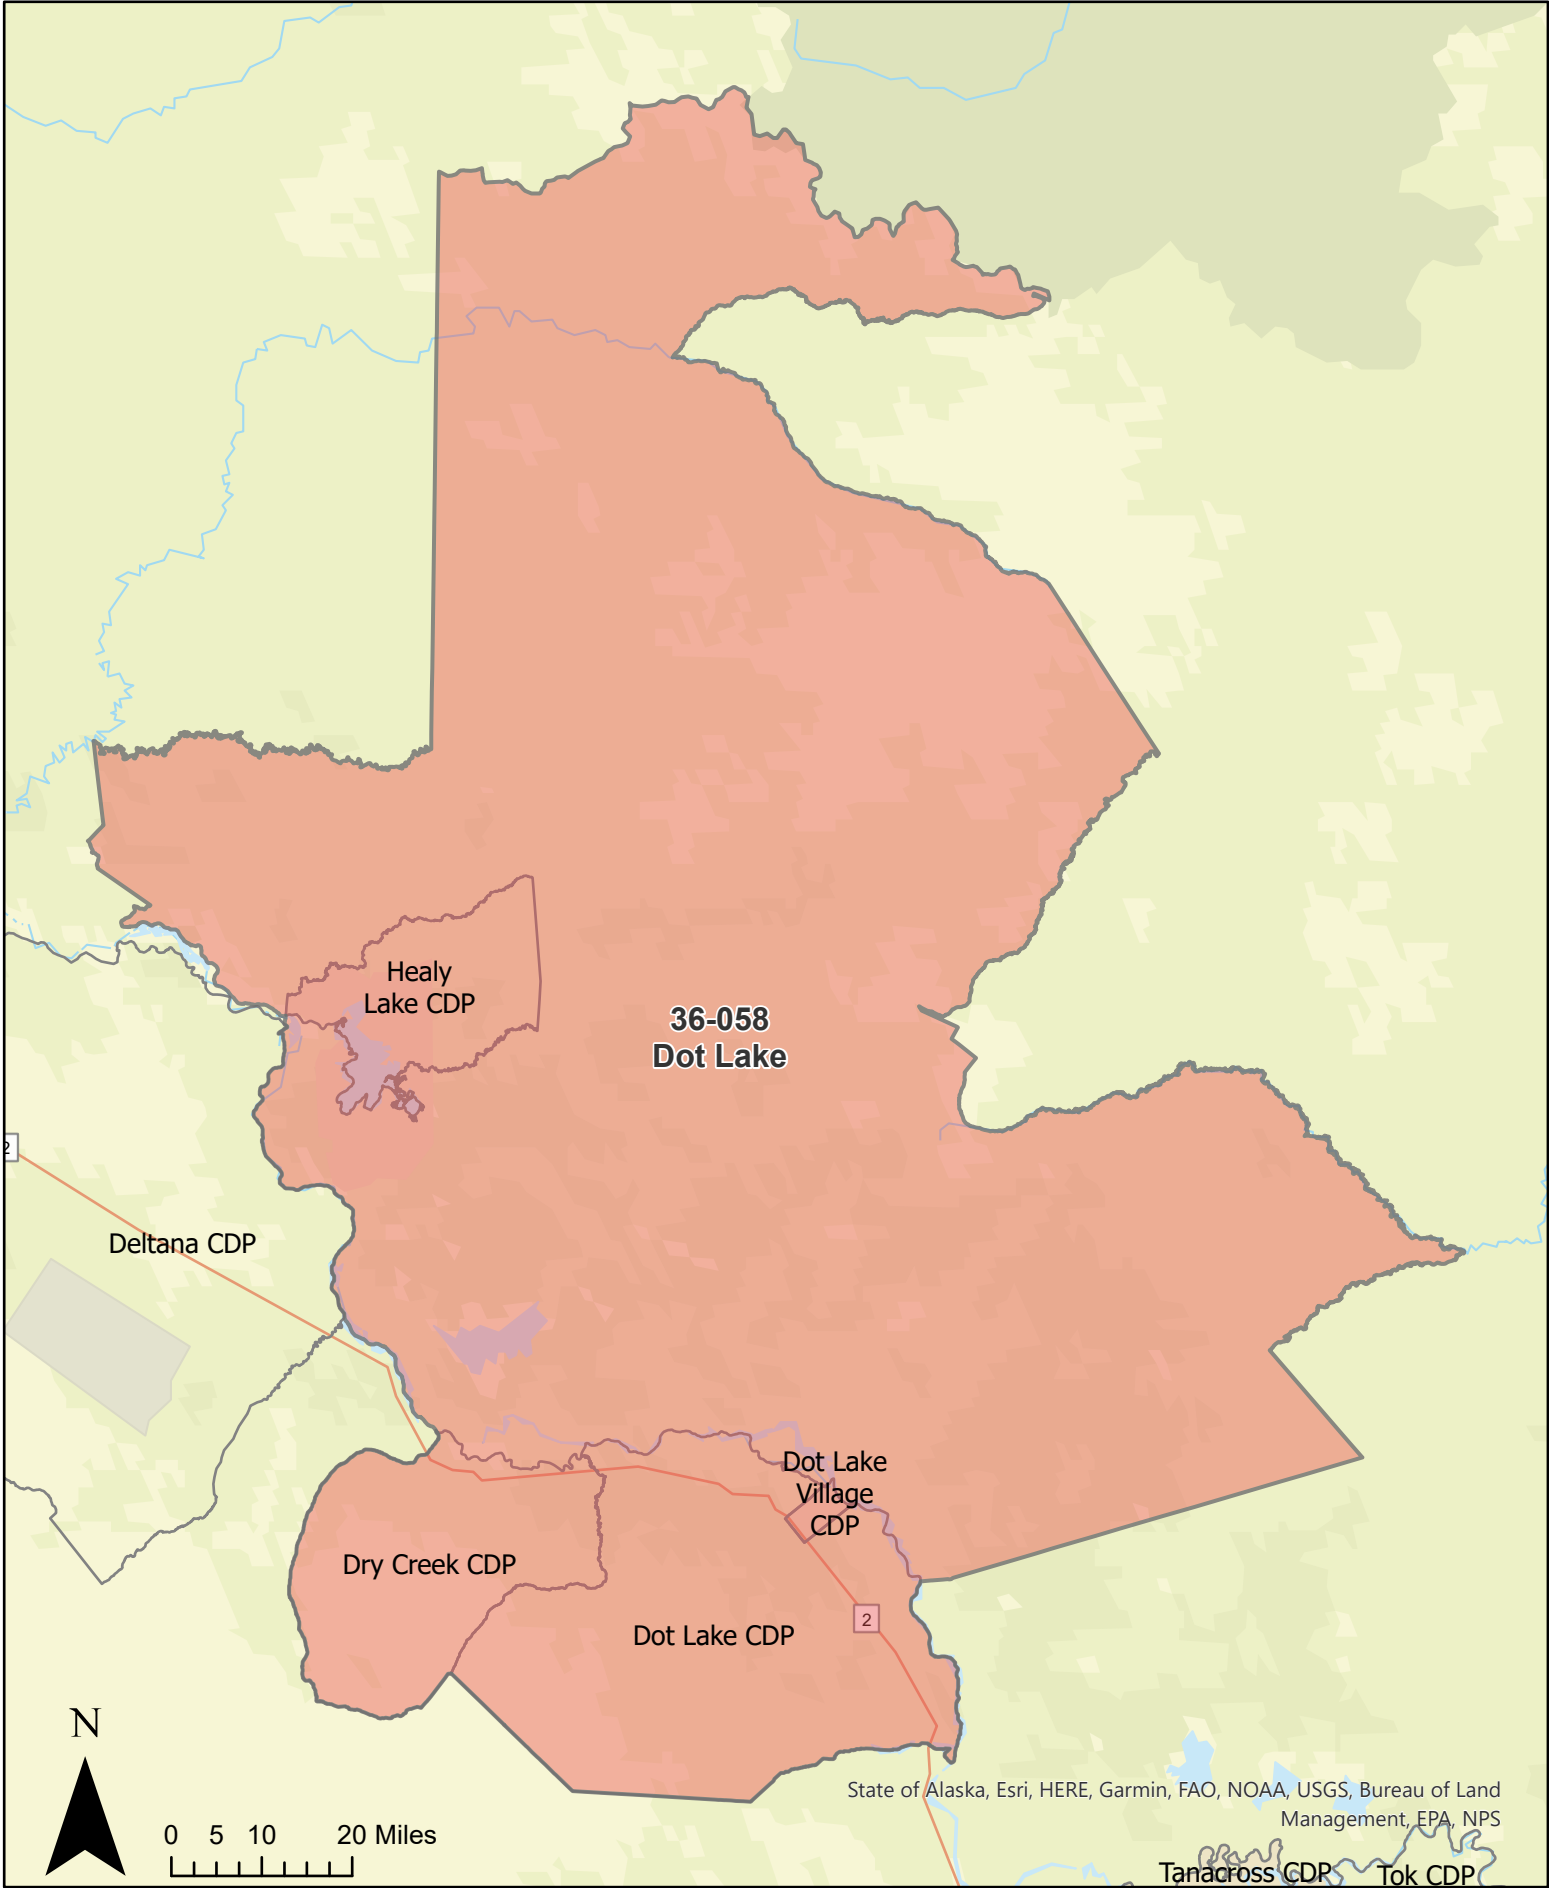 Healy
Lake CDP
36-058
Dot Lake
2
Deltana CDP
Dot Lake
Village
CDP
Dry Creek CDP
2
Dot Lake CDP
N
State of Alaska, Esri, HERE, Garmin, FAO, NOAA, USGS, Bureau of Land
Management, EPA, NPS
0 5 10 20 Miles
Tanacross CDP Tok CDP